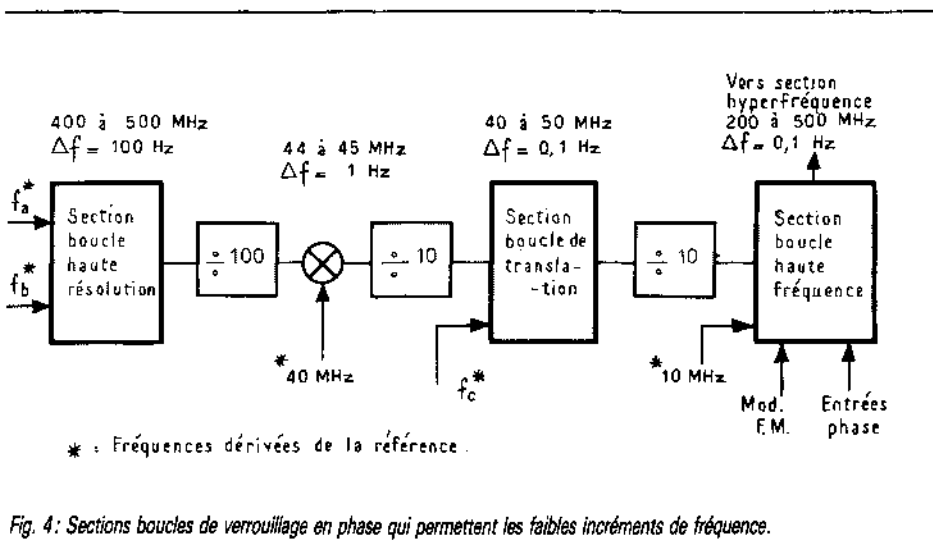 400 à 500 MHz
Δf = 100 Hz
44 à 45 MHz
Δf = 1 Hz
40 à 50 MHz
Δf = 0,1 Hz
Vers section
hyperfréquence
200 à 500 MHz
Δf = 0,1 Hz
fa*
fb*
Section
boucle
haute
résolution
÷ 100
÷ 10
Section
boucle de
transla-
-tion
÷ 10
Section
boucle
haute
fréquence
*40 MHz
fc*
*10 MHz
Mod.
F.M.
Entrées
phase
* : Fréquences dérivées de la référence.
Fig. 4: Sections boucles de verrouillage en phase qui permettent les faibles incréments de fréquence.